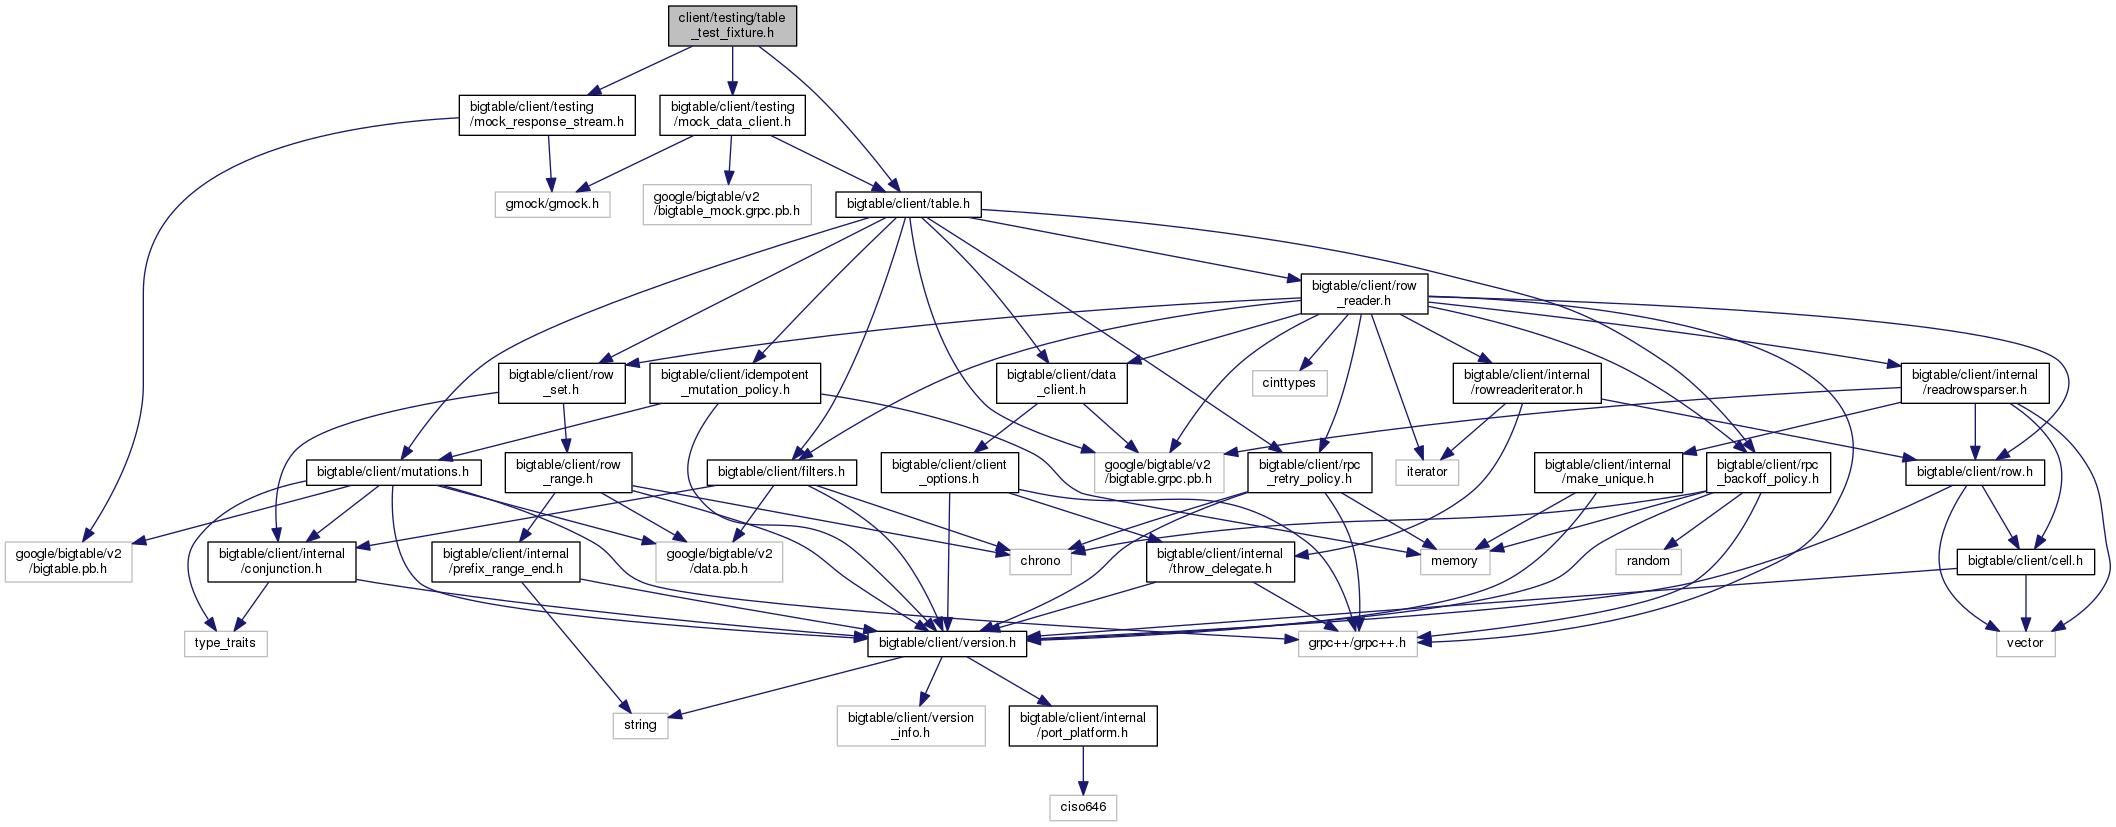 client/testing/table
_test_fixture.h
bigtable/client/testing
/mock_response_stream.h
bigtable/client/testing
/mock_data_client.h
gmock/gmock.h
google/bigtable/v2
/bigtable_mock.grpc.pb.h
bigtable/client/table.h
bigtable/client/row
_reader.h
bigtable/client/row
_set.h
bigtable/client/idempotent
_mutation_policy.h
bigtable/client/data
_client.h
cinttypes
bigtable/client/internal
/rowreaderiterator.h
bigtable/client/internal
/readrowsparser.h
bigtable/client/mutations.h
bigtable/client/row
_range.h
bigtable/client/filters.h
bigtable/client/client
_options.h
google/bigtable/v2
/bigtable.grpc.pb.h
bigtable/client/rpc
_retry_policy.h
iterator
bigtable/client/internal
/make_unique.h
bigtable/client/rpc
_backoff_policy.h
bigtable/client/row.h
google/bigtable/v2
/bigtable.pb.h
bigtable/client/internal
/conjunction.h
bigtable/client/internal
/prefix_range_end.h
google/bigtable/v2
/data.pb.h
chrono
bigtable/client/internal
/throw_delegate.h
memory
random
bigtable/client/cell.h
type_traits
bigtable/client/version.h
grpc++/grpc++.h
vector
string
bigtable/client/version
_info.h
bigtable/client/internal
/port_platform.h
ciso646